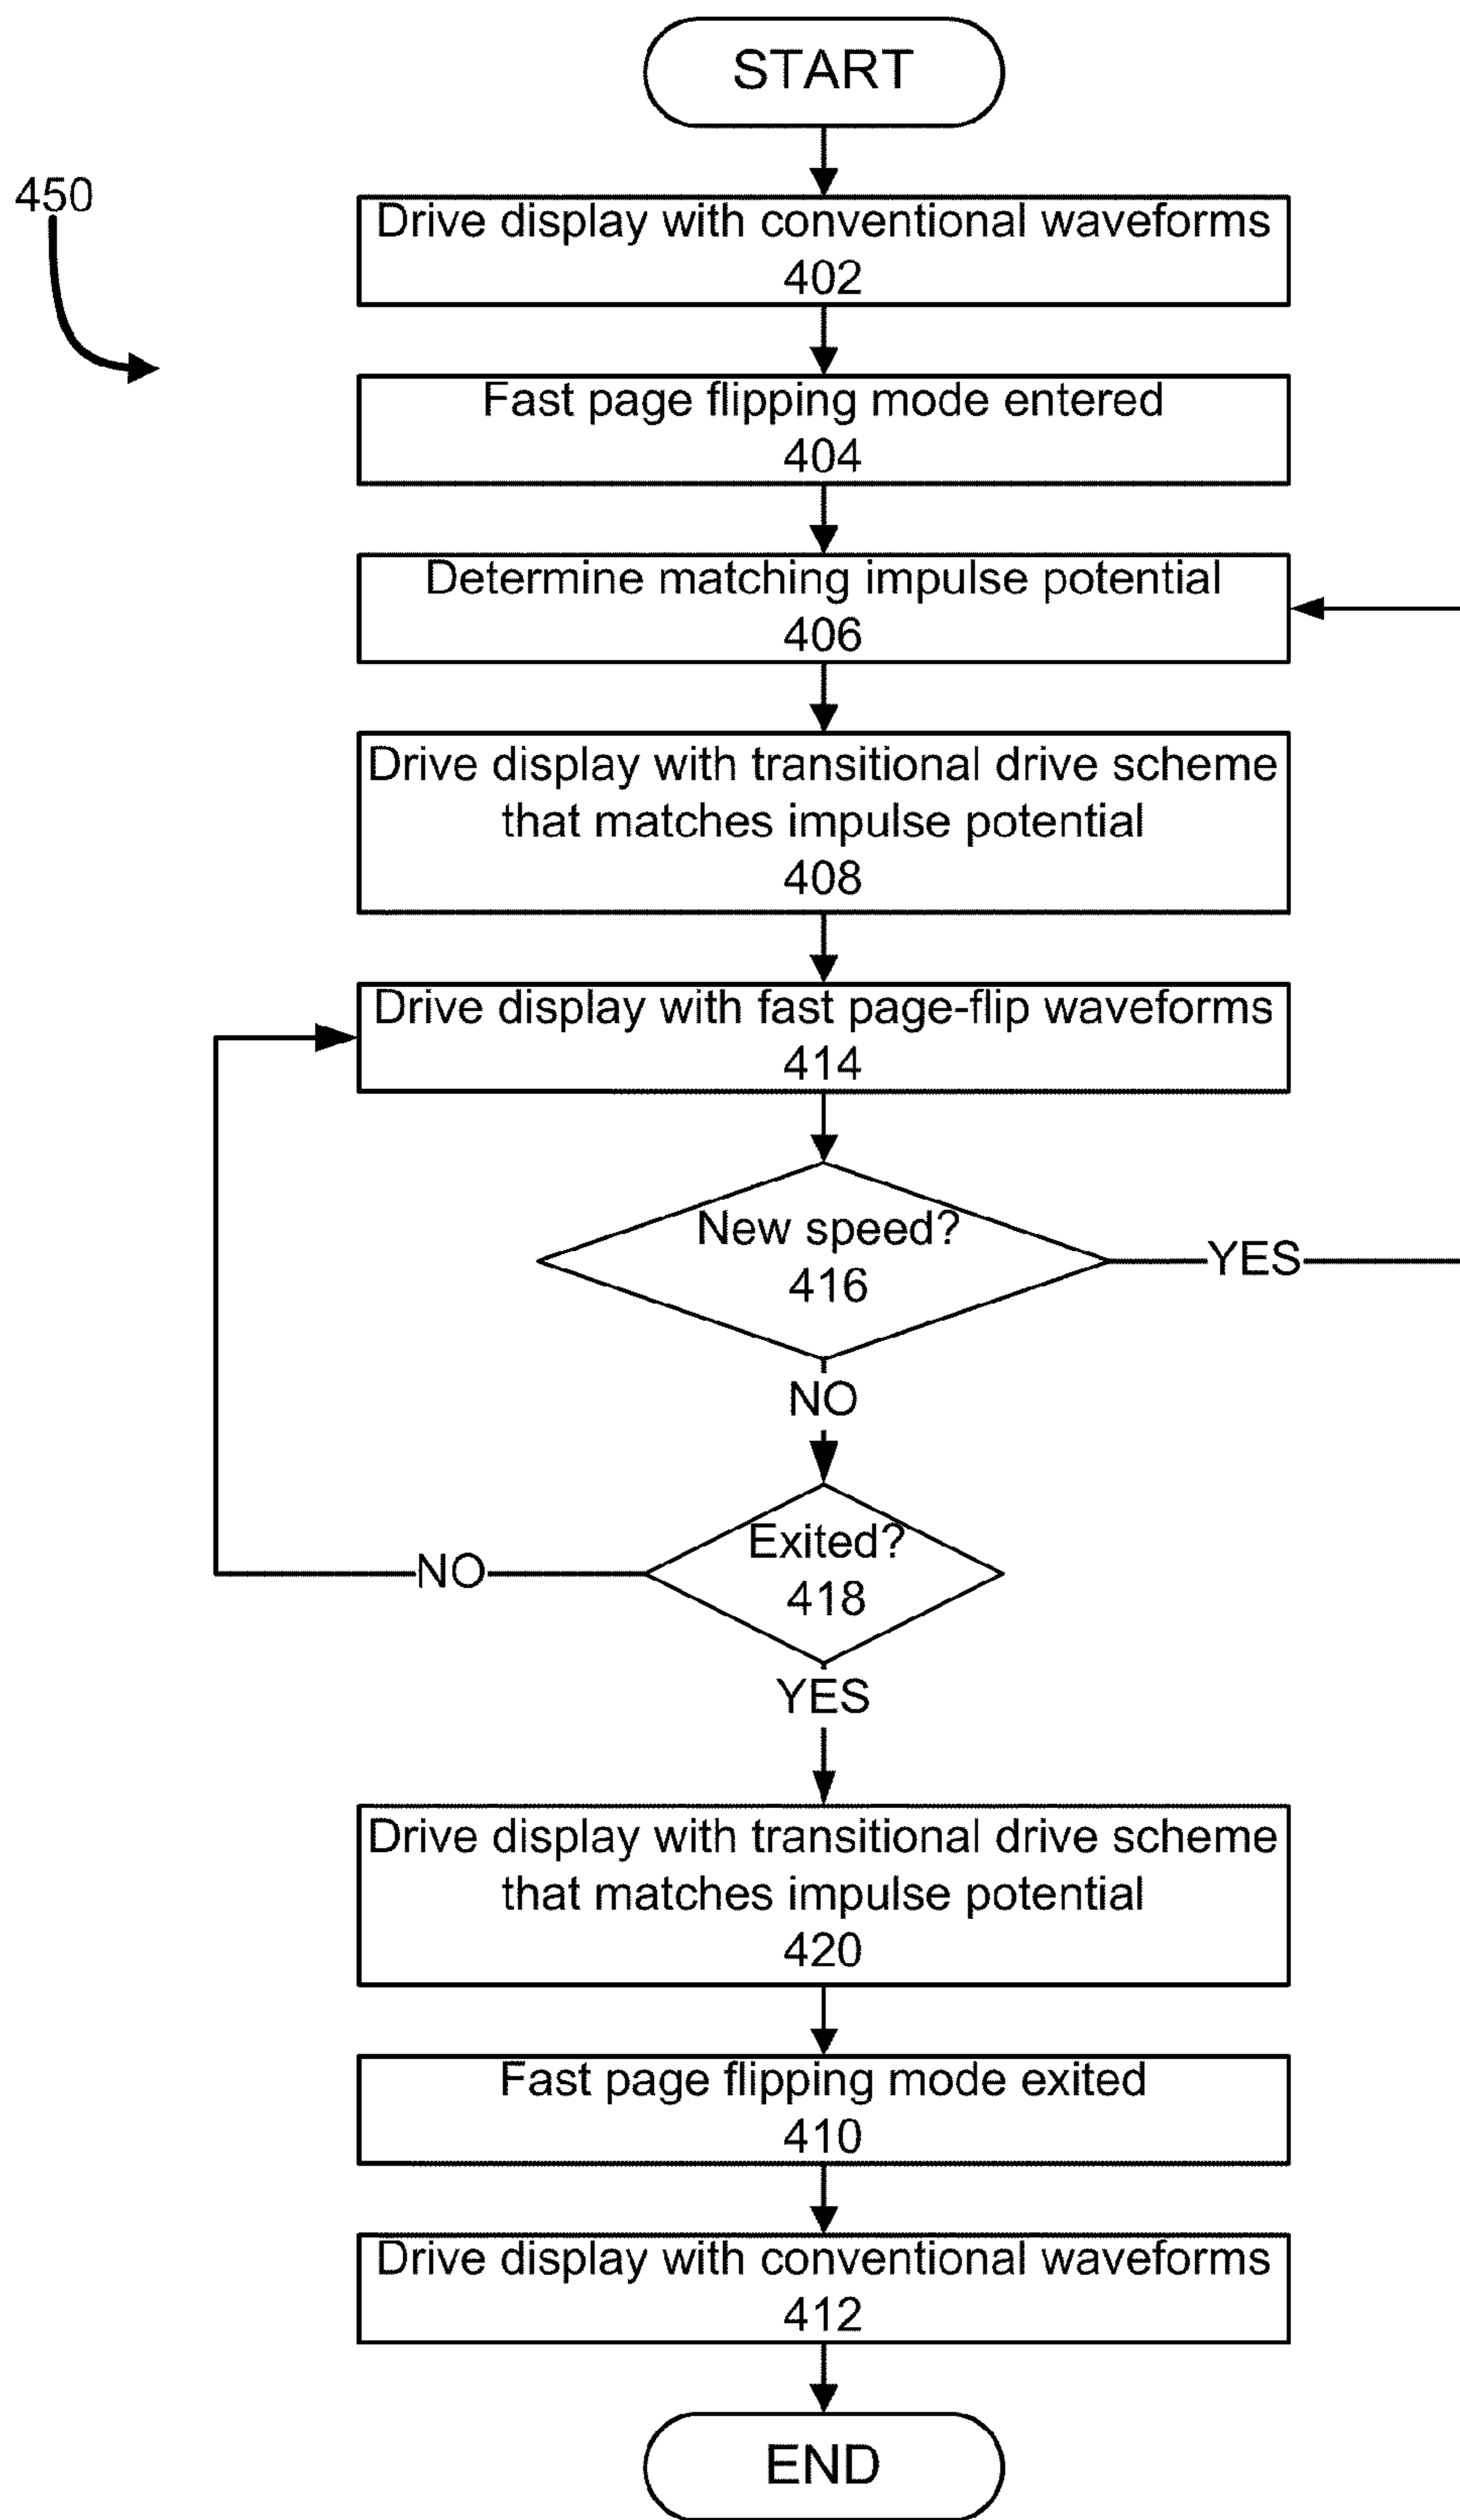 START
450
Drive display with conventional waveforms
402
Fast page flipping mode entered
404
Determine matching impulse potential
406
Drive display with transitional drive scheme
that matches impulse potential
408
Drive display with fast page-flip waveforms
414
New speed?
416
YES
NO
Exited?
418
NO
YES
Drive display with transitional drive scheme
that matches impulse potential
420
Fast page flipping mode exited
410
Drive display with conventional waveforms
412
END